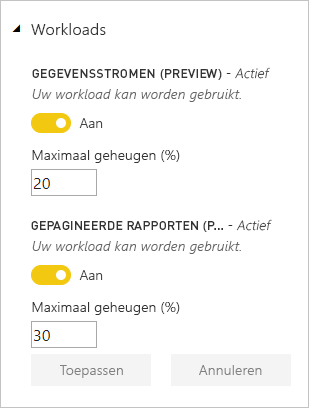 Workloads
GEGEVENSSTROMEN (PREVIEW) - Actief
Uw workload kan worden gebruikt.
Aan
Maximaal geheugen (%)
20
GEPAGINEERDE RAPPORTEN (P... - Actief
Uw workload kan worden gebruikt.
Aan
Maximaal geheugen (%)
30
Toepassen Annuleren